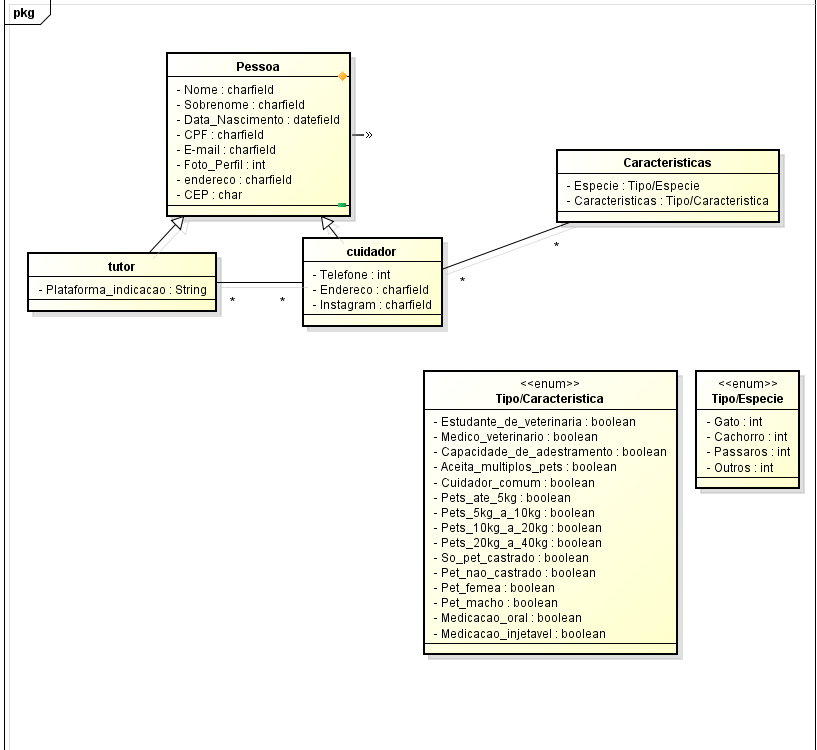 pkg
Pessoa
- Nome : charfield
- Sobrenome : charfield
- Data_Nascimento : datefield
- CPF : charfield
- E-mail : charfield
- Foto_Perfil : int
- endereco : charfield
- CEP : char
Caracteristicas
- Especie : Tipo/Especie
- Caracteristicas : Tipo/Caracteristica
tutor
- Plataforma_indicacao : String
cuidador
- Telefone : int
- Endereco : charfield
- Instagram : charfield
*
*
*
*
<<enum>>
Tipo/Caracteristica
- Estudante_de_veterinaria : boolean
- Medico_veterinario : boolean
- Capacidade_de_adestramento : boolean
- Aceita_multiplos_pets : boolean
- Cuidador_comum : boolean
- Pets_ate_5kg : boolean
- Pets_5kg_a_10kg : boolean
- Pets_10kg_a_20kg : boolean
- Pets_20kg_a_40kg : boolean
- So_pet_castrado : boolean
- Pet_nao_castrado : boolean
- Pet_femea : boolean
- Pet_macho : boolean
- Medicacao_oral : boolean
- Medicacao_injetavel : boolean
<<enum>>
Tipo/Especie
- Gato : int
- Cachorro : int
- Passaros : int
- Outros : int